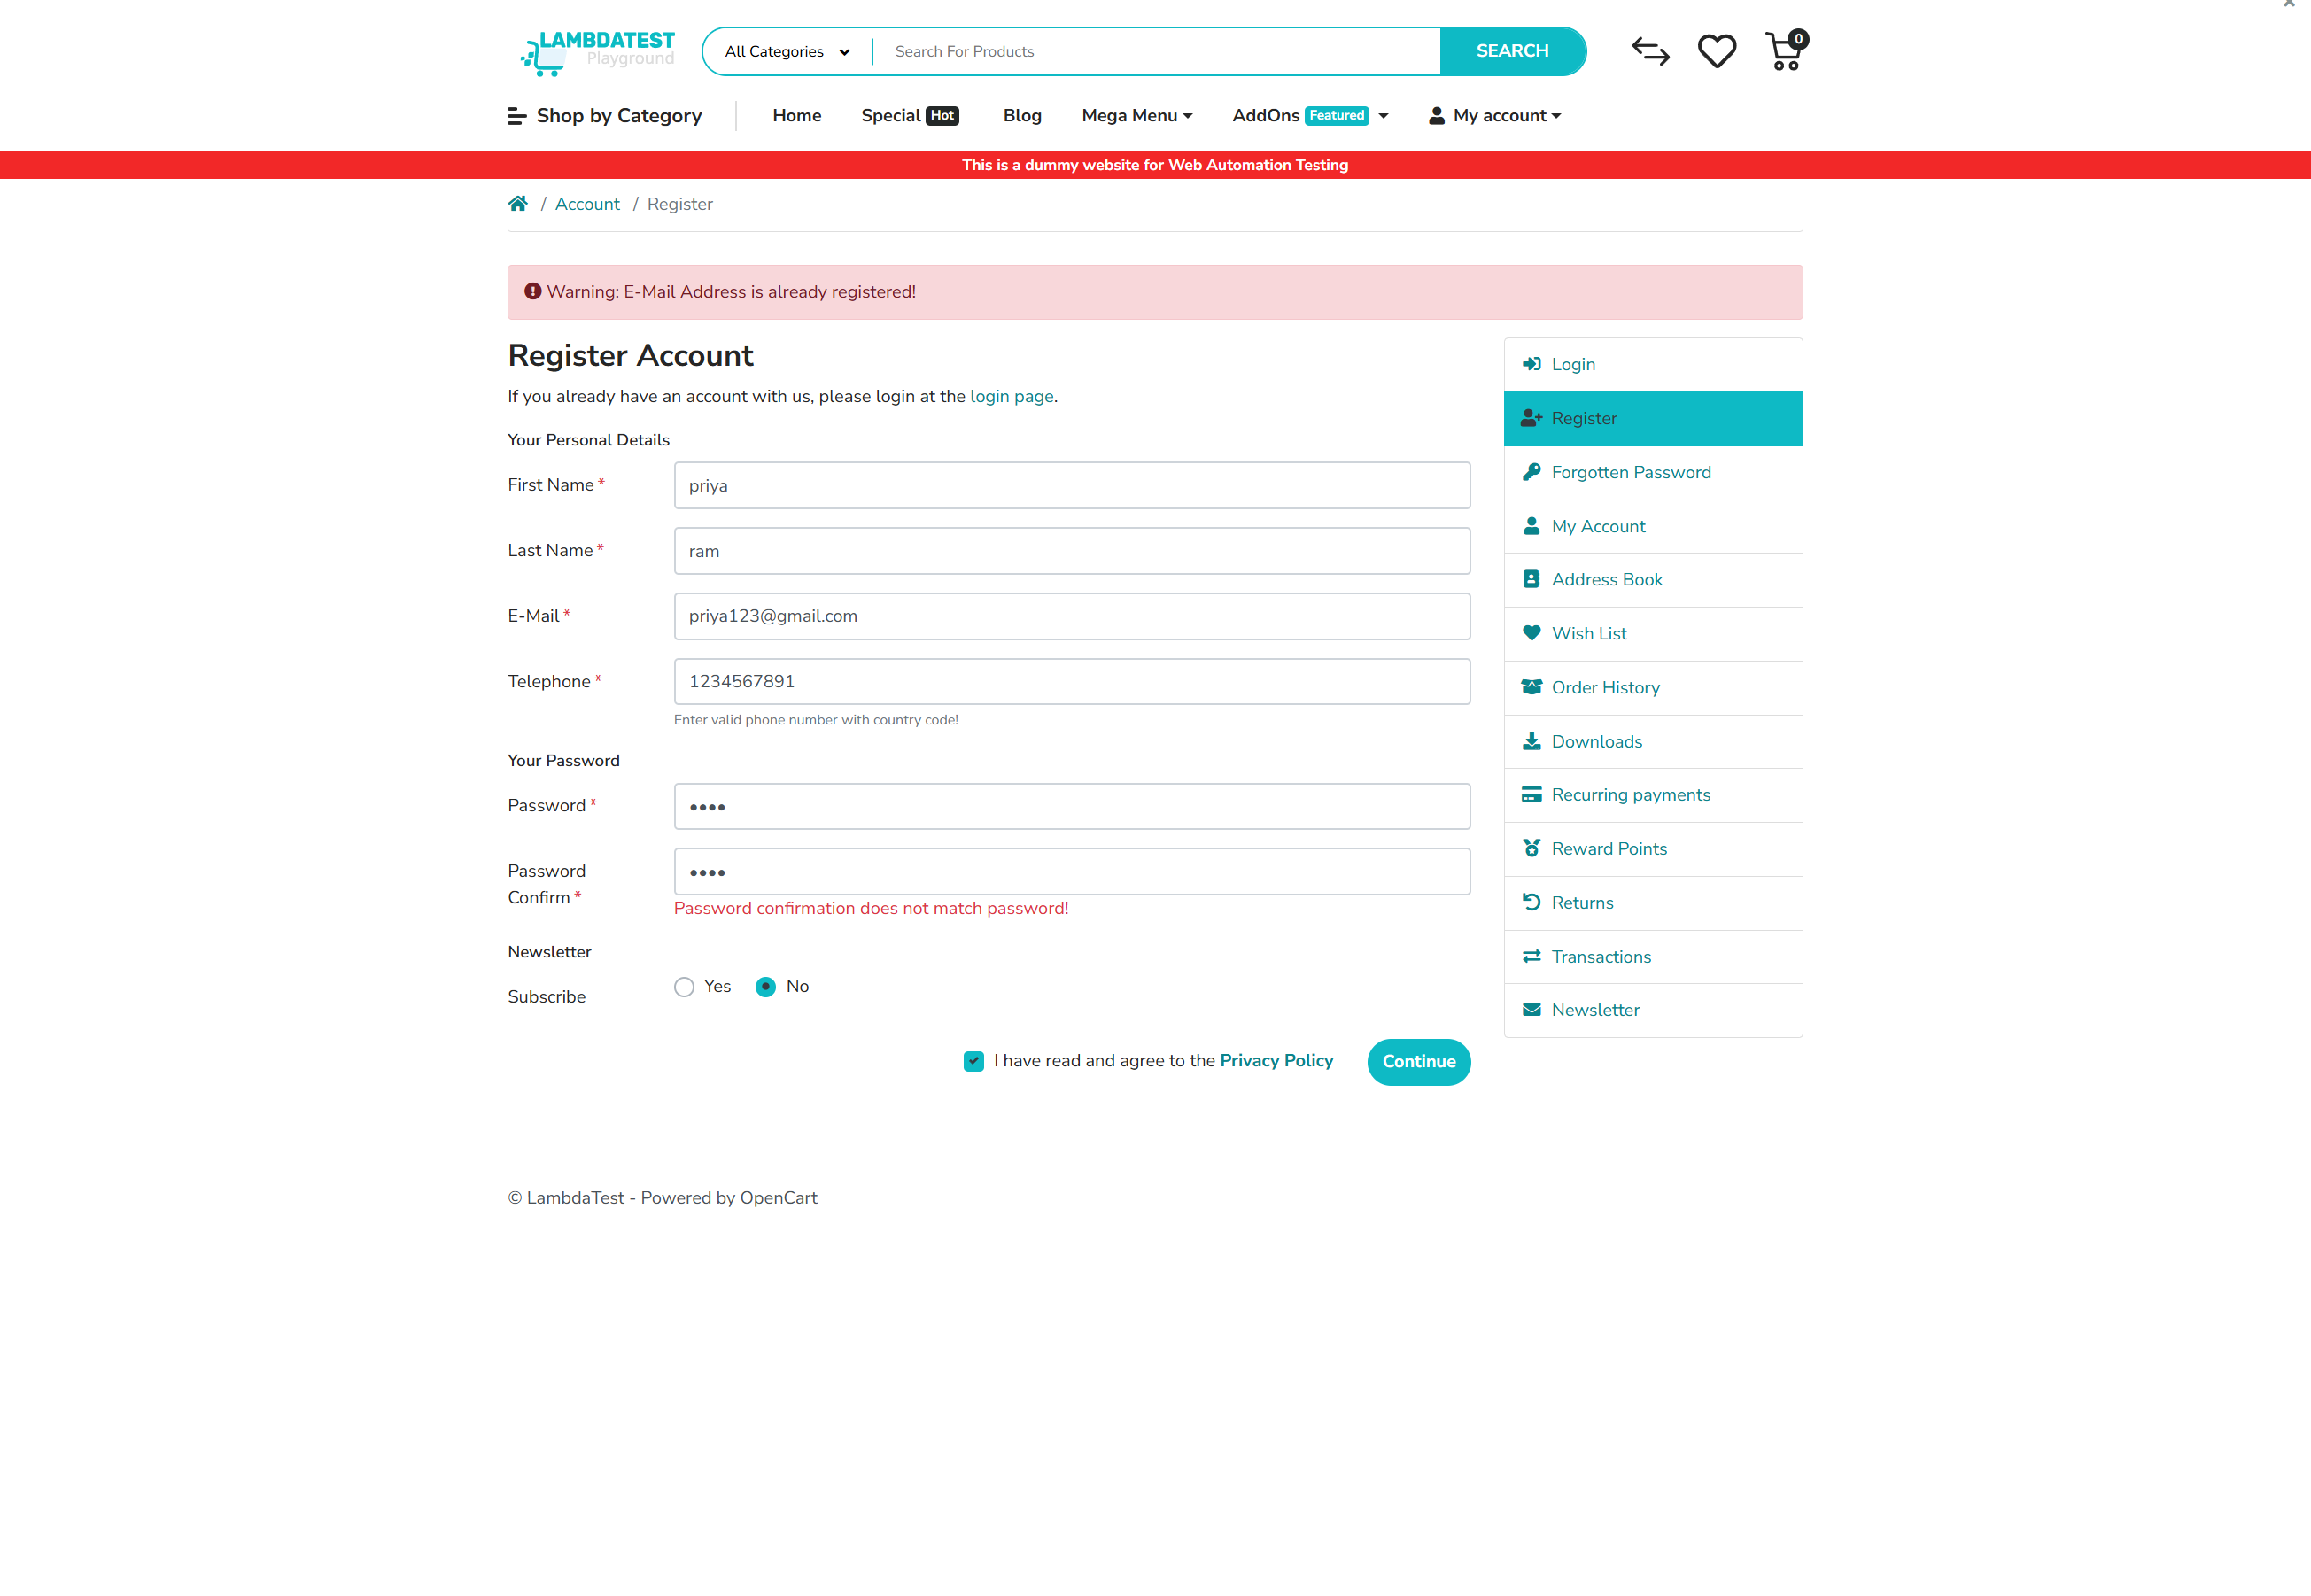 LAMBDATEST
Playground
All Categories
Search For Products
SEARCH
0
Shop by Category
Home
Special Hot
Blog
Mega Menu
AddOns Featured
My account
This is a dummy website for Web Automation Testing
/ Account / Register
Warning: E-Mail Address is already registered!
Register Account
If you already have an account with us, please login at the login page.
Your Personal Details
First Name * priya
Last Name * ram
E-Mail * priya123@gmail.com
Telephone * 1234567891
Enter valid phone number with country code!
Your Password
Password * ••••
Password Confirm * ••••
Password confirmation does not match password!
Newsletter
Subscribe Yes No
I have read and agree to the Privacy Policy Continue
Login
Register
Forgotten Password
My Account
Address Book
Wish List
Order History
Downloads
Recurring payments
Reward Points
Returns
Transactions
Newsletter
© LambdaTest - Powered by OpenCart